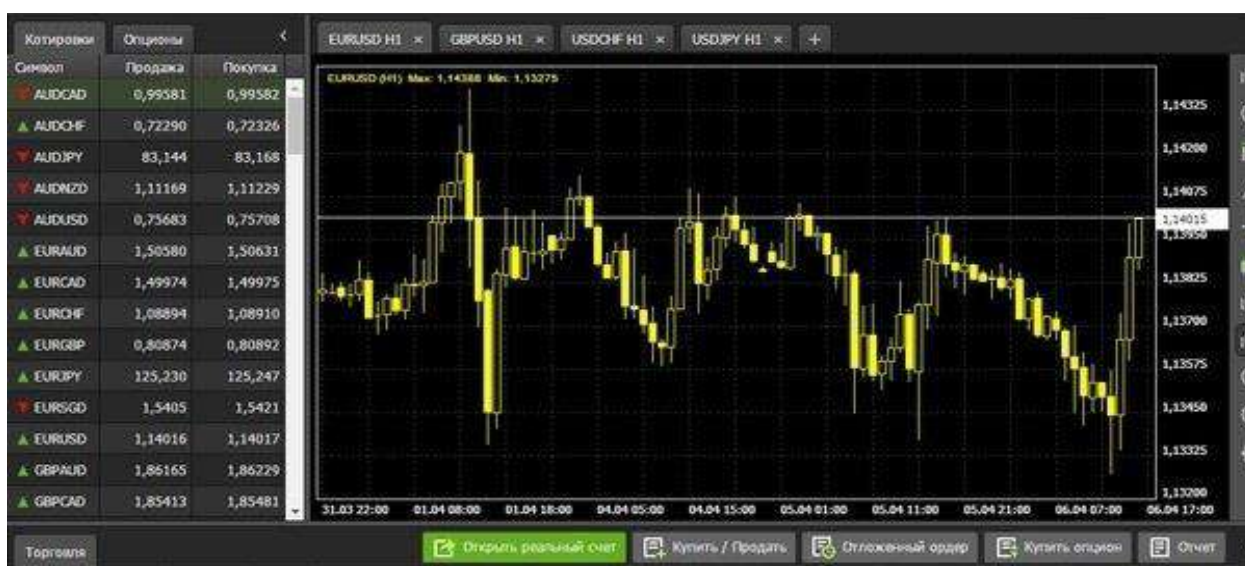 Котировки Опционы
EURUSD H1 × GBPUSD H1 × USDCHF H1 × USDJPY H1 × +
Символ Продажа Покупка
AUDCAD 0,99581 0,99582
AUDCHF 0,72290 0,72326
AUDJPY 83,144 83,168
AUDNZD 1,11169 1,11229
AUDUSD 0,75683 0,75708
EURAUD 1,50580 1,50631
EURCAD 1,49974 1,49975
EURCHF 1,08894 1,08910
EURGBP 0,80874 0,80892
EURJPY 125,230 125,247
EURSGD 1,5405 1,5421
EURUSD 1,14016 1,14017
GBPAUD 1,86165 1,86229
GBPCAD 1,85413 1,85481
EURUSD (H1) Max: 1,14388 Min: 1,13275
1,14325
1,14200
1,14075
1,14015
1,13950
1,13825
1,13700
1,13575
1,13450
1,13325
1,13200
31.03 22:00 01.04 08:00 01.04 18:00 04.04 05:00 04.04 15:00 05.04 01:00 05.04 11:00 05.04 21:00 06.04 07:00 06.04 17:00
Торговля
Открыть реальный счет
Купить / Продать
Отложенный ордер
Купить опцион
Отчет